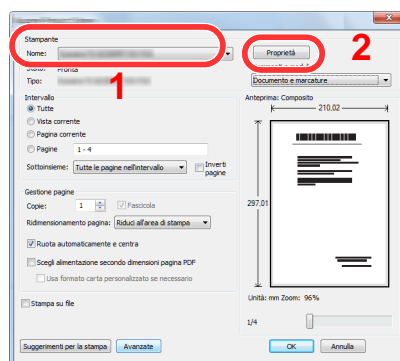 Stampante
Nome:
Proprietà
2
Stato: Pronta
Tipo:
1
Documento e marcature
Intervallo
Tutte
Vista corrente
Pagina corrente
Pagine 1 - 4
Sottoinsieme: Tutte le pagine nell'intervallo
Inverti pagine
Anteprima: Composito
210,02
297,01
Gestione pagine
Copie: 1 Fascicola
Ridimensionamento pagina: Riduci all'area di stampa
Ruota automaticamente e centra
Scegli alimentazione secondo dimensioni pagina PDF
Usa formato carta personalizzato se necessario
Stampa su file
Unità: mm Zoom: 96%
1/4
Suggerimenti per la stampa Avanzate
OK Annulla